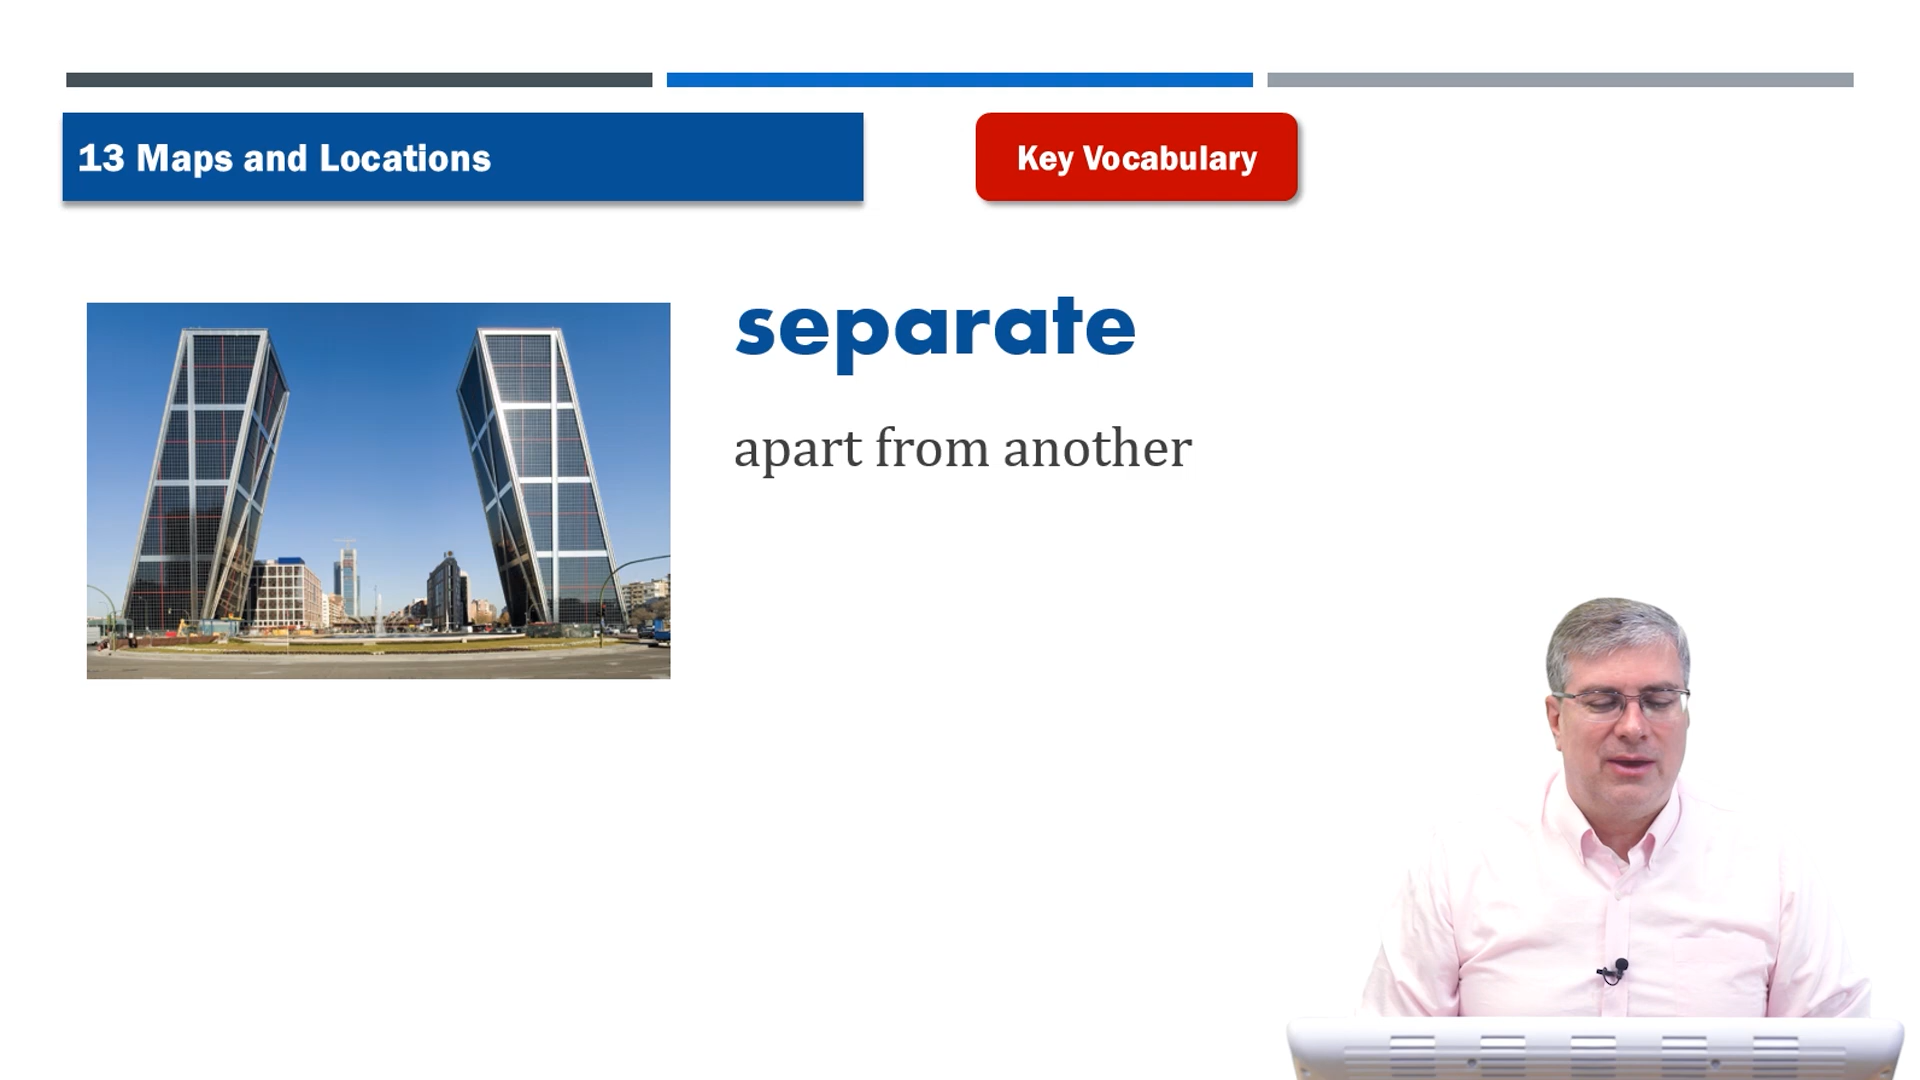 13 Maps and Locations
Key Vocabulary
separate
apart from another